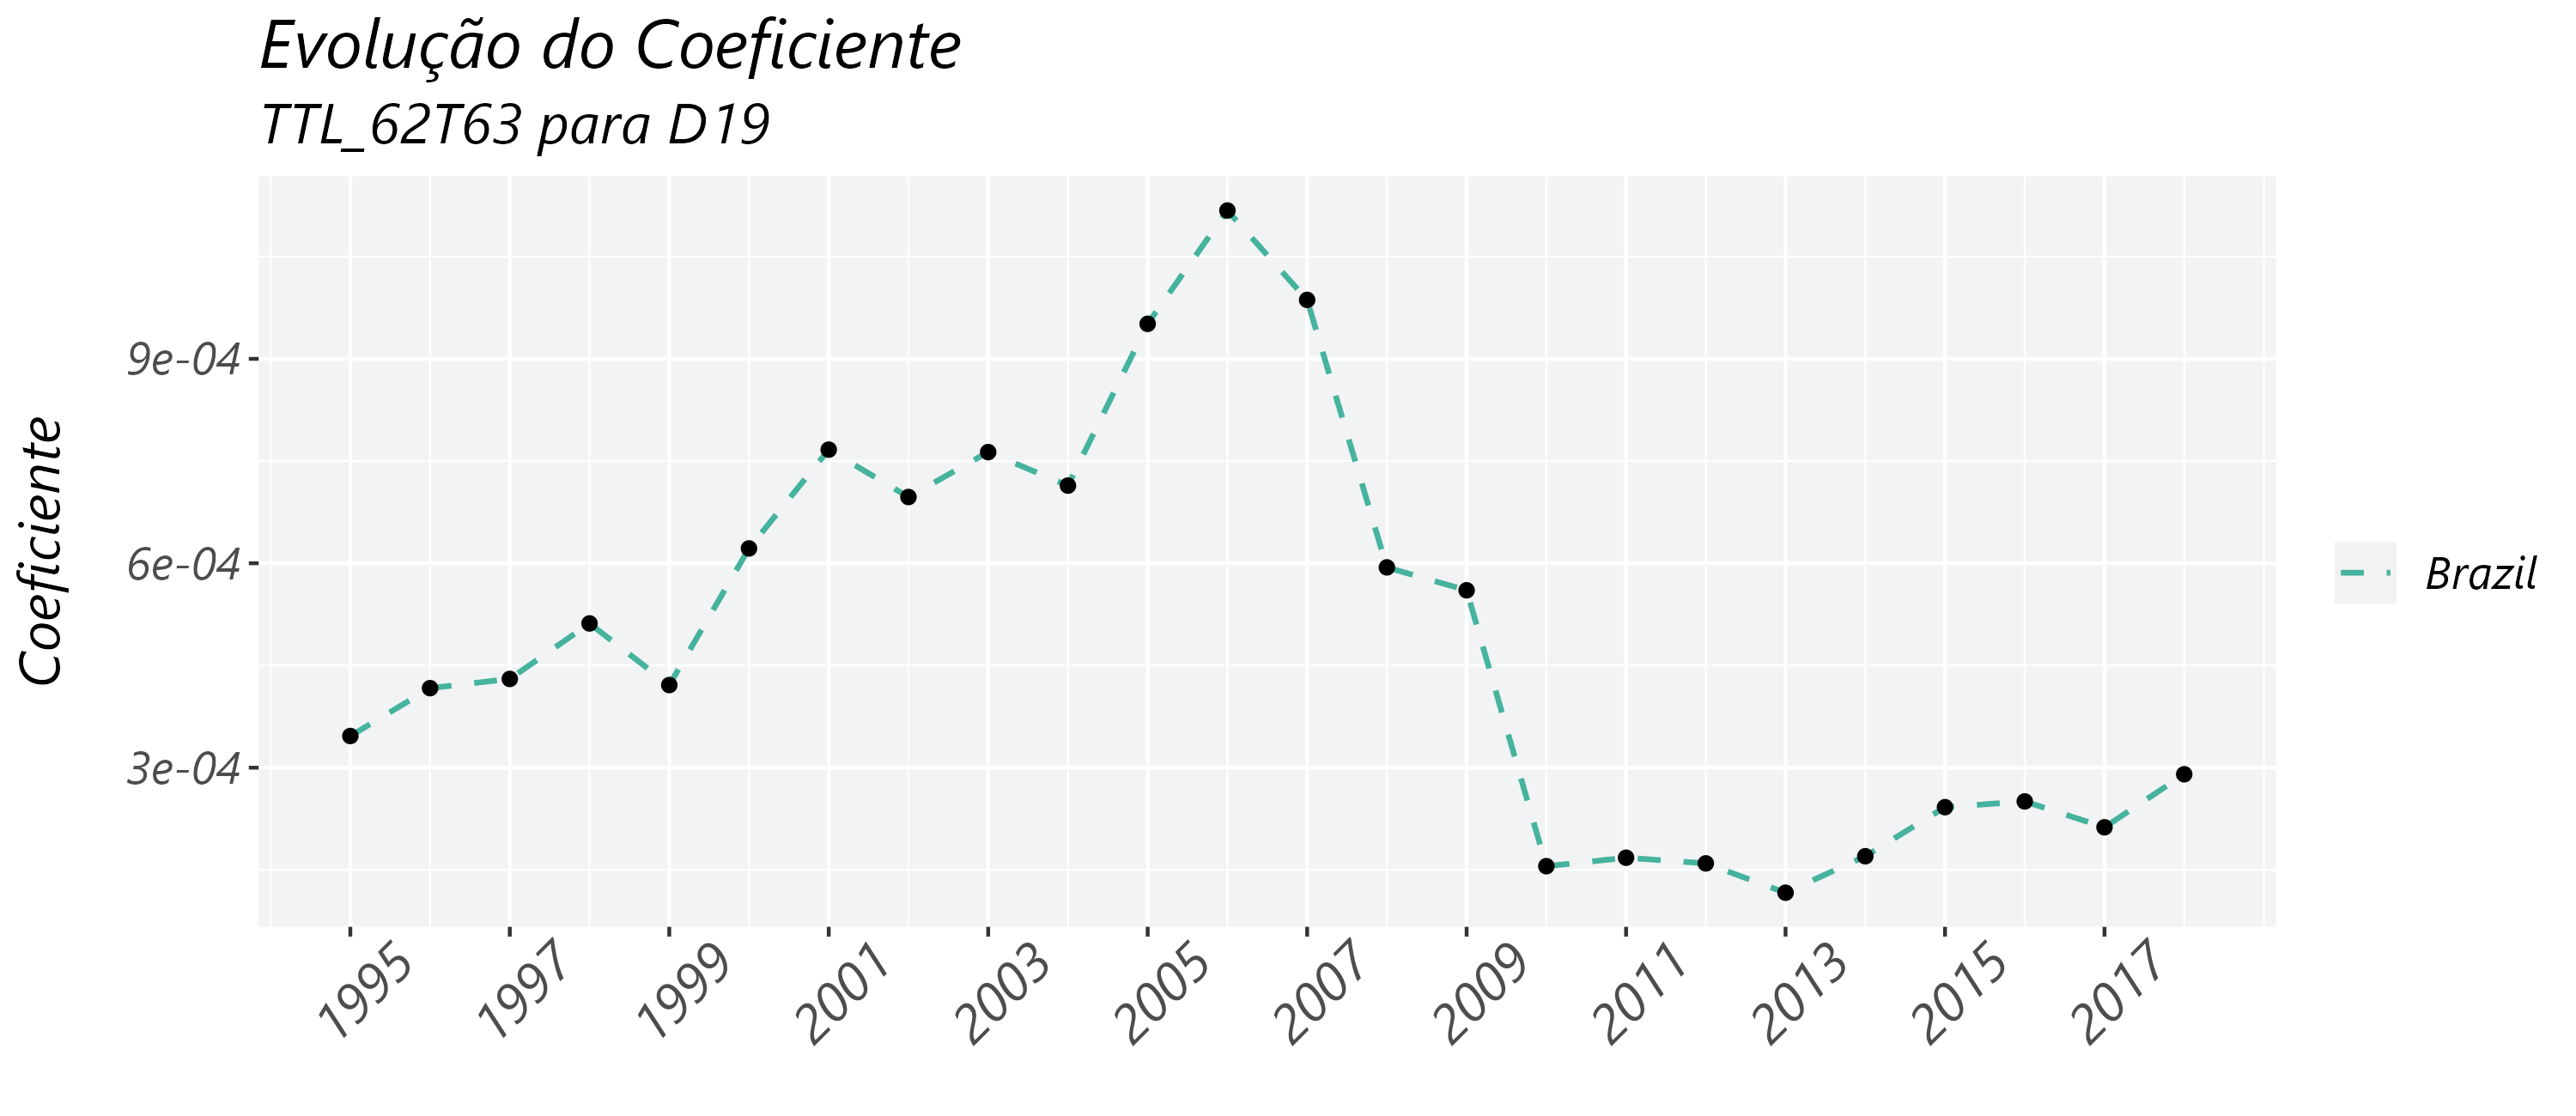 Evolução do Coeficiente
TTL_62T63 para D19
Coeficiente
9e-04
6e-04
3e-04
1995
1997
1999
2001
2003
2005
2007
2009
2011
2013
2015
2017
Brazil